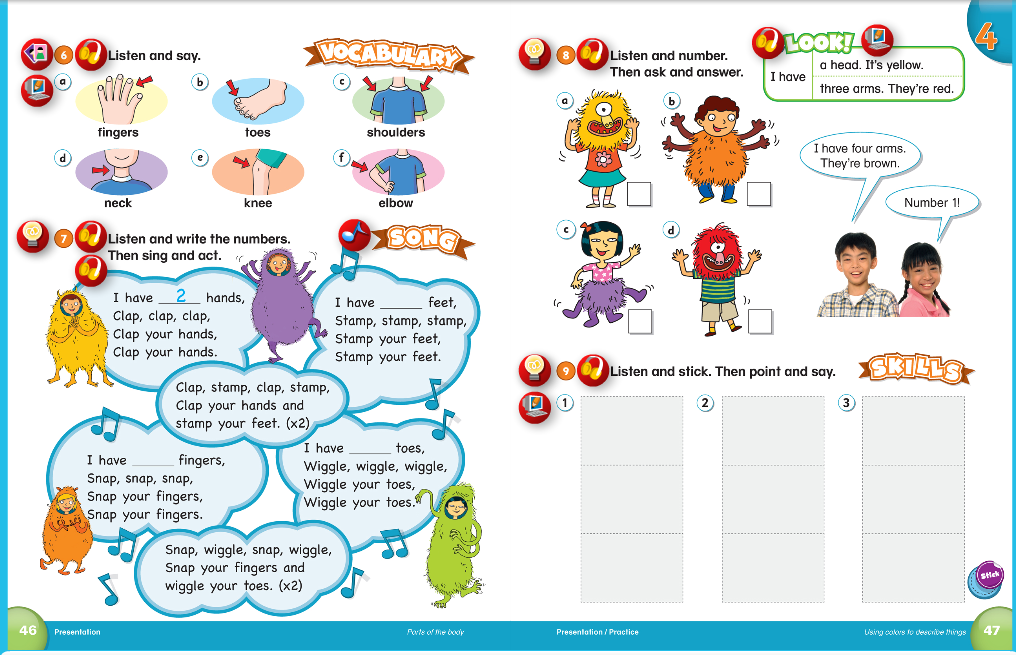 6 Listen and say.
VOCABULARY
a
fingers
b
toes
c
shoulders
d
neck
e
knee
f
elbow
7 Listen and write the numbers.
Then sing and act.
SONG
I have 2 hands,
Clap, clap, clap,
Clap your hands,
Clap your hands.
I have ______ feet,
Stamp, stamp, stamp,
Stamp your feet,
Stamp your feet.
Clap, stamp, clap, stamp,
Clap your hands and
stamp your feet. (x2)
I have ______ fingers,
Snap, snap, snap,
Snap your fingers,
Snap your fingers.
I have ______ toes,
Wiggle, wiggle, wiggle,
Wiggle your toes,
Wiggle your toes.
Snap, wiggle, snap, wiggle,
Snap your fingers and
wiggle your toes. (x2)
46 Presentation
Parts of the body
4
8 Listen and number.
Then ask and answer.
LOOK!
I have
a head. It's yellow.
three arms. They're red.
a
b
c
d
I have four arms.
They're brown.
Number 1!
9 Listen and stick. Then point and say.
SKILLS
1
2
3
Stick
Presentation / Practice
Using colors to describe things 47